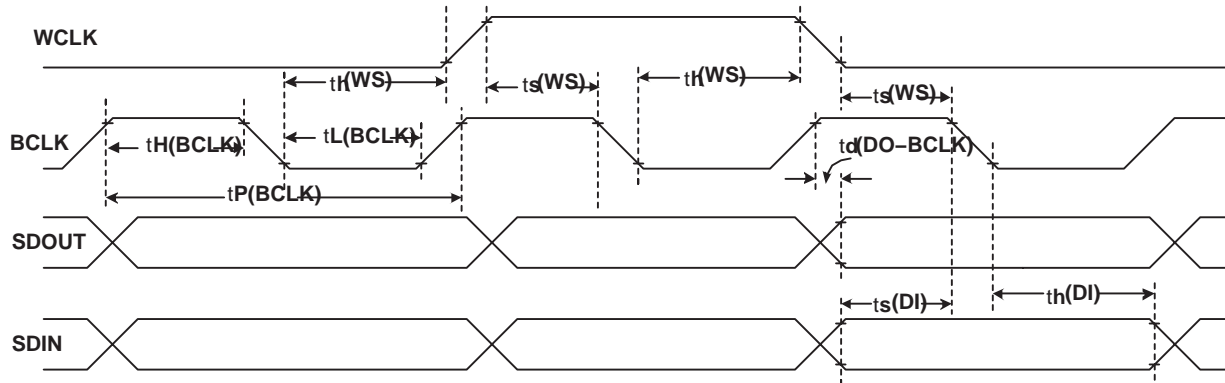 WCLK
th(WS)
ts(WS)
th(WS)
ts(WS)
BCLK
tH(BCLK)
tL(BCLK)
td(DO–BCLK)
tP(BCLK)
SDOUT
ts(DI)
th(DI)
SDIN